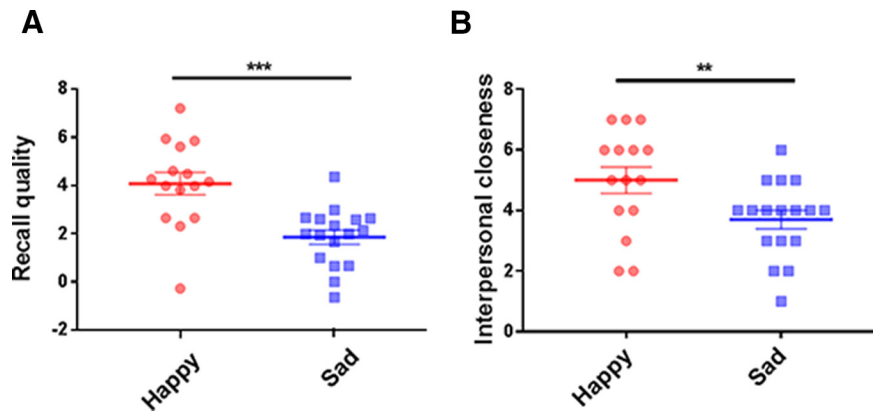 A
***
Recall quality
8
6
4
2
0
-2
Happy
Sad
B
**
Interpersonal closeness
8
6
4
2
0
Happy
Sad